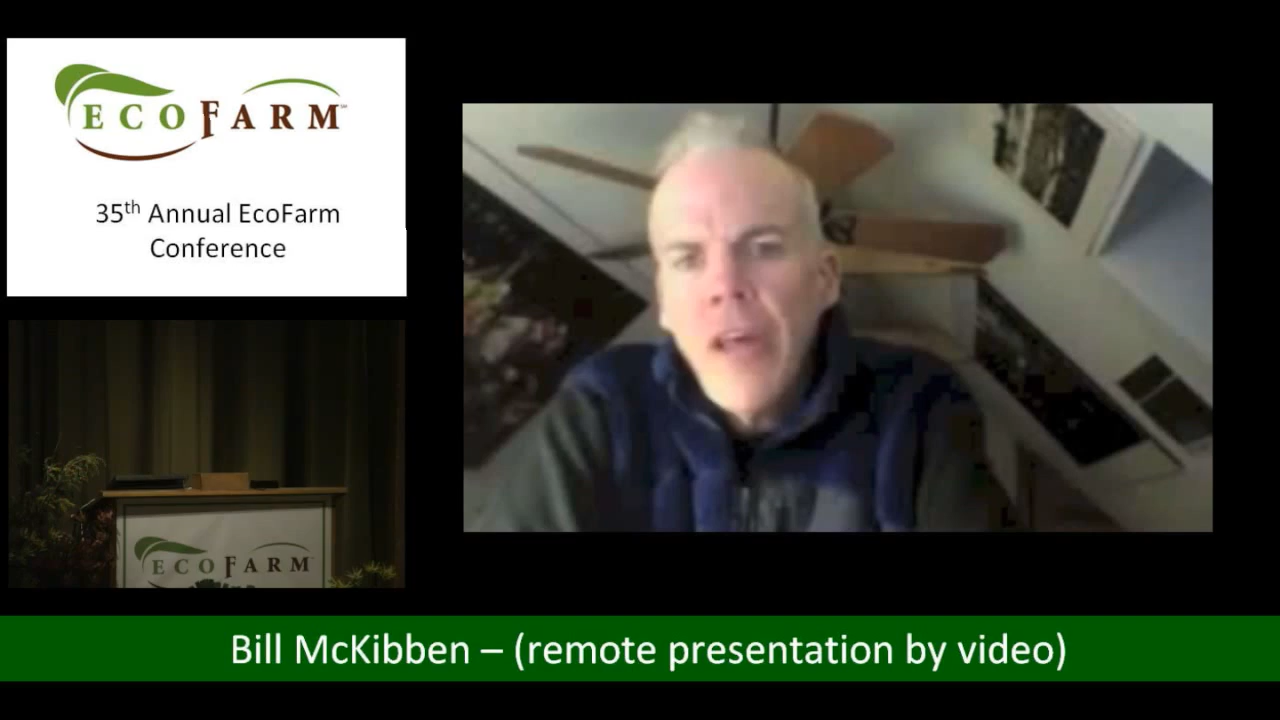 ECOFARM
35th Annual EcoFarm
Conference
ECOFARM
Bill McKibben – (remote presentation by video)